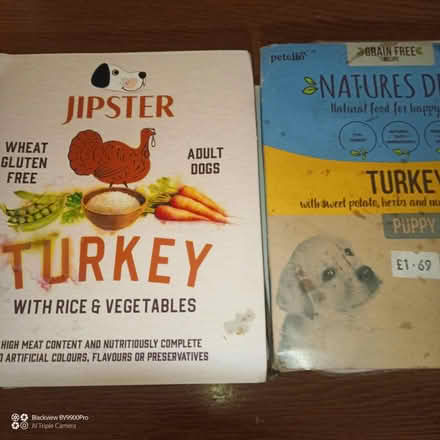 JIPSTER
WHEAT
GLUTEN
FREE
ADULT
DOGS
TURKEY
WITH RICE & VEGETABLES
HIGH MEAT CONTENT AND NUTRITIOUSLY COMPLETE
ARTIFICIAL COLOURS, FLAVOURS OR PRESERVATIVES
GRAIN FREE
NATURES
Natural food for happy
TURKEY
with sweet potato, herbs and
PUPPY
£1.69
Blackview BV9900Pro
AI Triple Camera